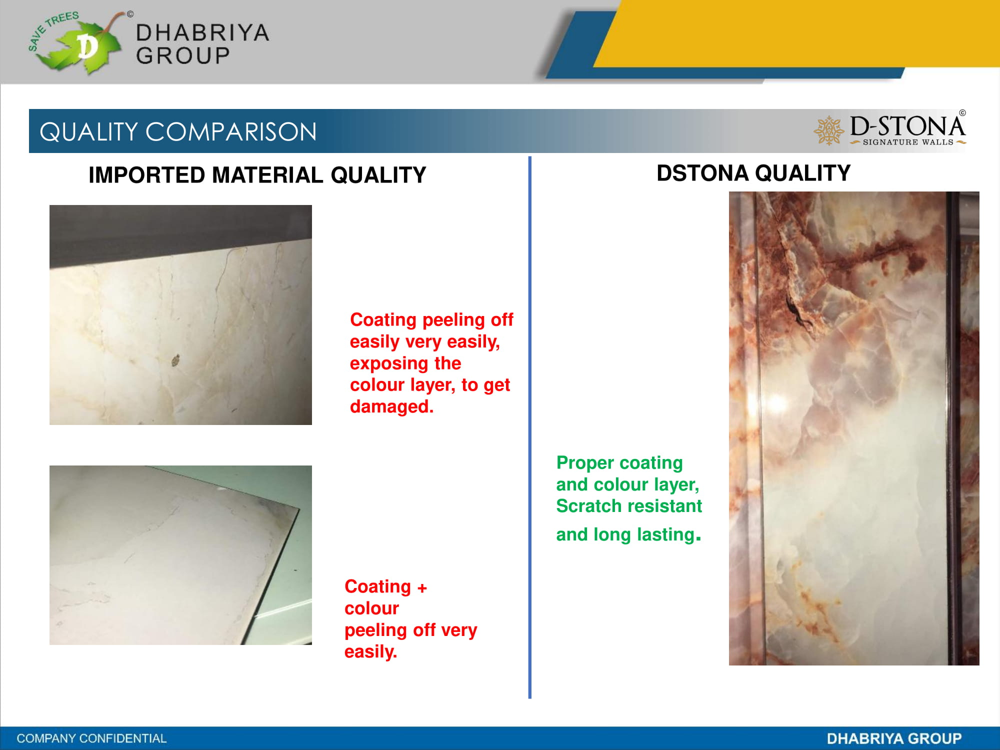 SAVE TREES
D
©
DHABRIYA
GROUP
QUALITY COMPARISON
D-STONA
©
SIGNATURE WALLS
IMPORTED MATERIAL QUALITY
Coating peeling off
easily very easily,
exposing the
colour layer, to get
damaged.
Coating +
colour
peeling off very
easily.
DSTONA QUALITY
Proper coating
and colour layer,
Scratch resistant
and long lasting.
COMPANY CONFIDENTIAL
DHABRIYA GROUP